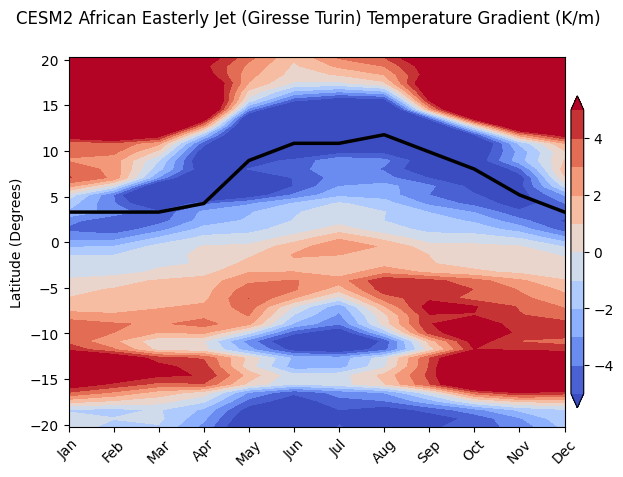 CESM2 African Easterly Jet (Giresse Turin) Temperature Gradient (K/m)
Latitude (Degrees)
20
15
10
5
0
−5
−10
−15
−20
Jan
Feb
Mar
Apr
May
Jun
Jul
Aug
Sep
Oct
Nov
Dec
4
2
0
−2
−4